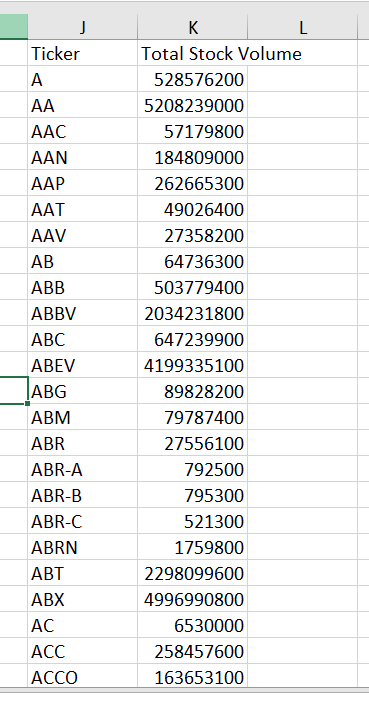 J K L
Ticker Total Stock Volume
A 528576200
AA 5208239000
AAC 57179800
AAN 184809000
AAP 262665300
AAT 49026400
AAV 27358200
AB 64736300
ABB 503779400
ABBV 2034231800
ABC 647239900
ABEV 4199335100
ABG 89828200
ABM 79787400
ABR 27556100
ABR-A 792500
ABR-B 795300
ABR-C 521300
ABRN 1759800
ABT 2298099600
ABX 4996990800
AC 6530000
ACC 258457600
ACCO 163653100